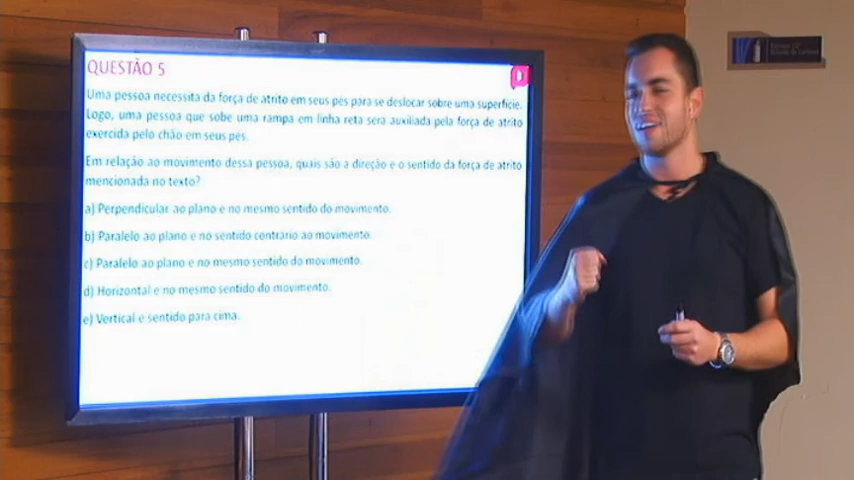 QUESTÃO 5
Uma pessoa necessita da força de atrito em seus pés para se deslocar sobre uma superfície.
Logo, uma pessoa que sobe uma rampa em linha reta será auxiliada pela força de atrito
exercida pelo chão em seus pés.
Em relação ao movimento dessa pessoa, quais são a direção e o sentido da força de atrito
mencionada no texto?
a) Perpendicular ao plano e no mesmo sentido do movimento.
b) Paralelo ao plano e no sentido contrário ao movimento.
c) Paralelo ao plano e no mesmo sentido do movimento.
d) Horizontal e no mesmo sentido do movimento.
e) Vertical e sentido para cima.